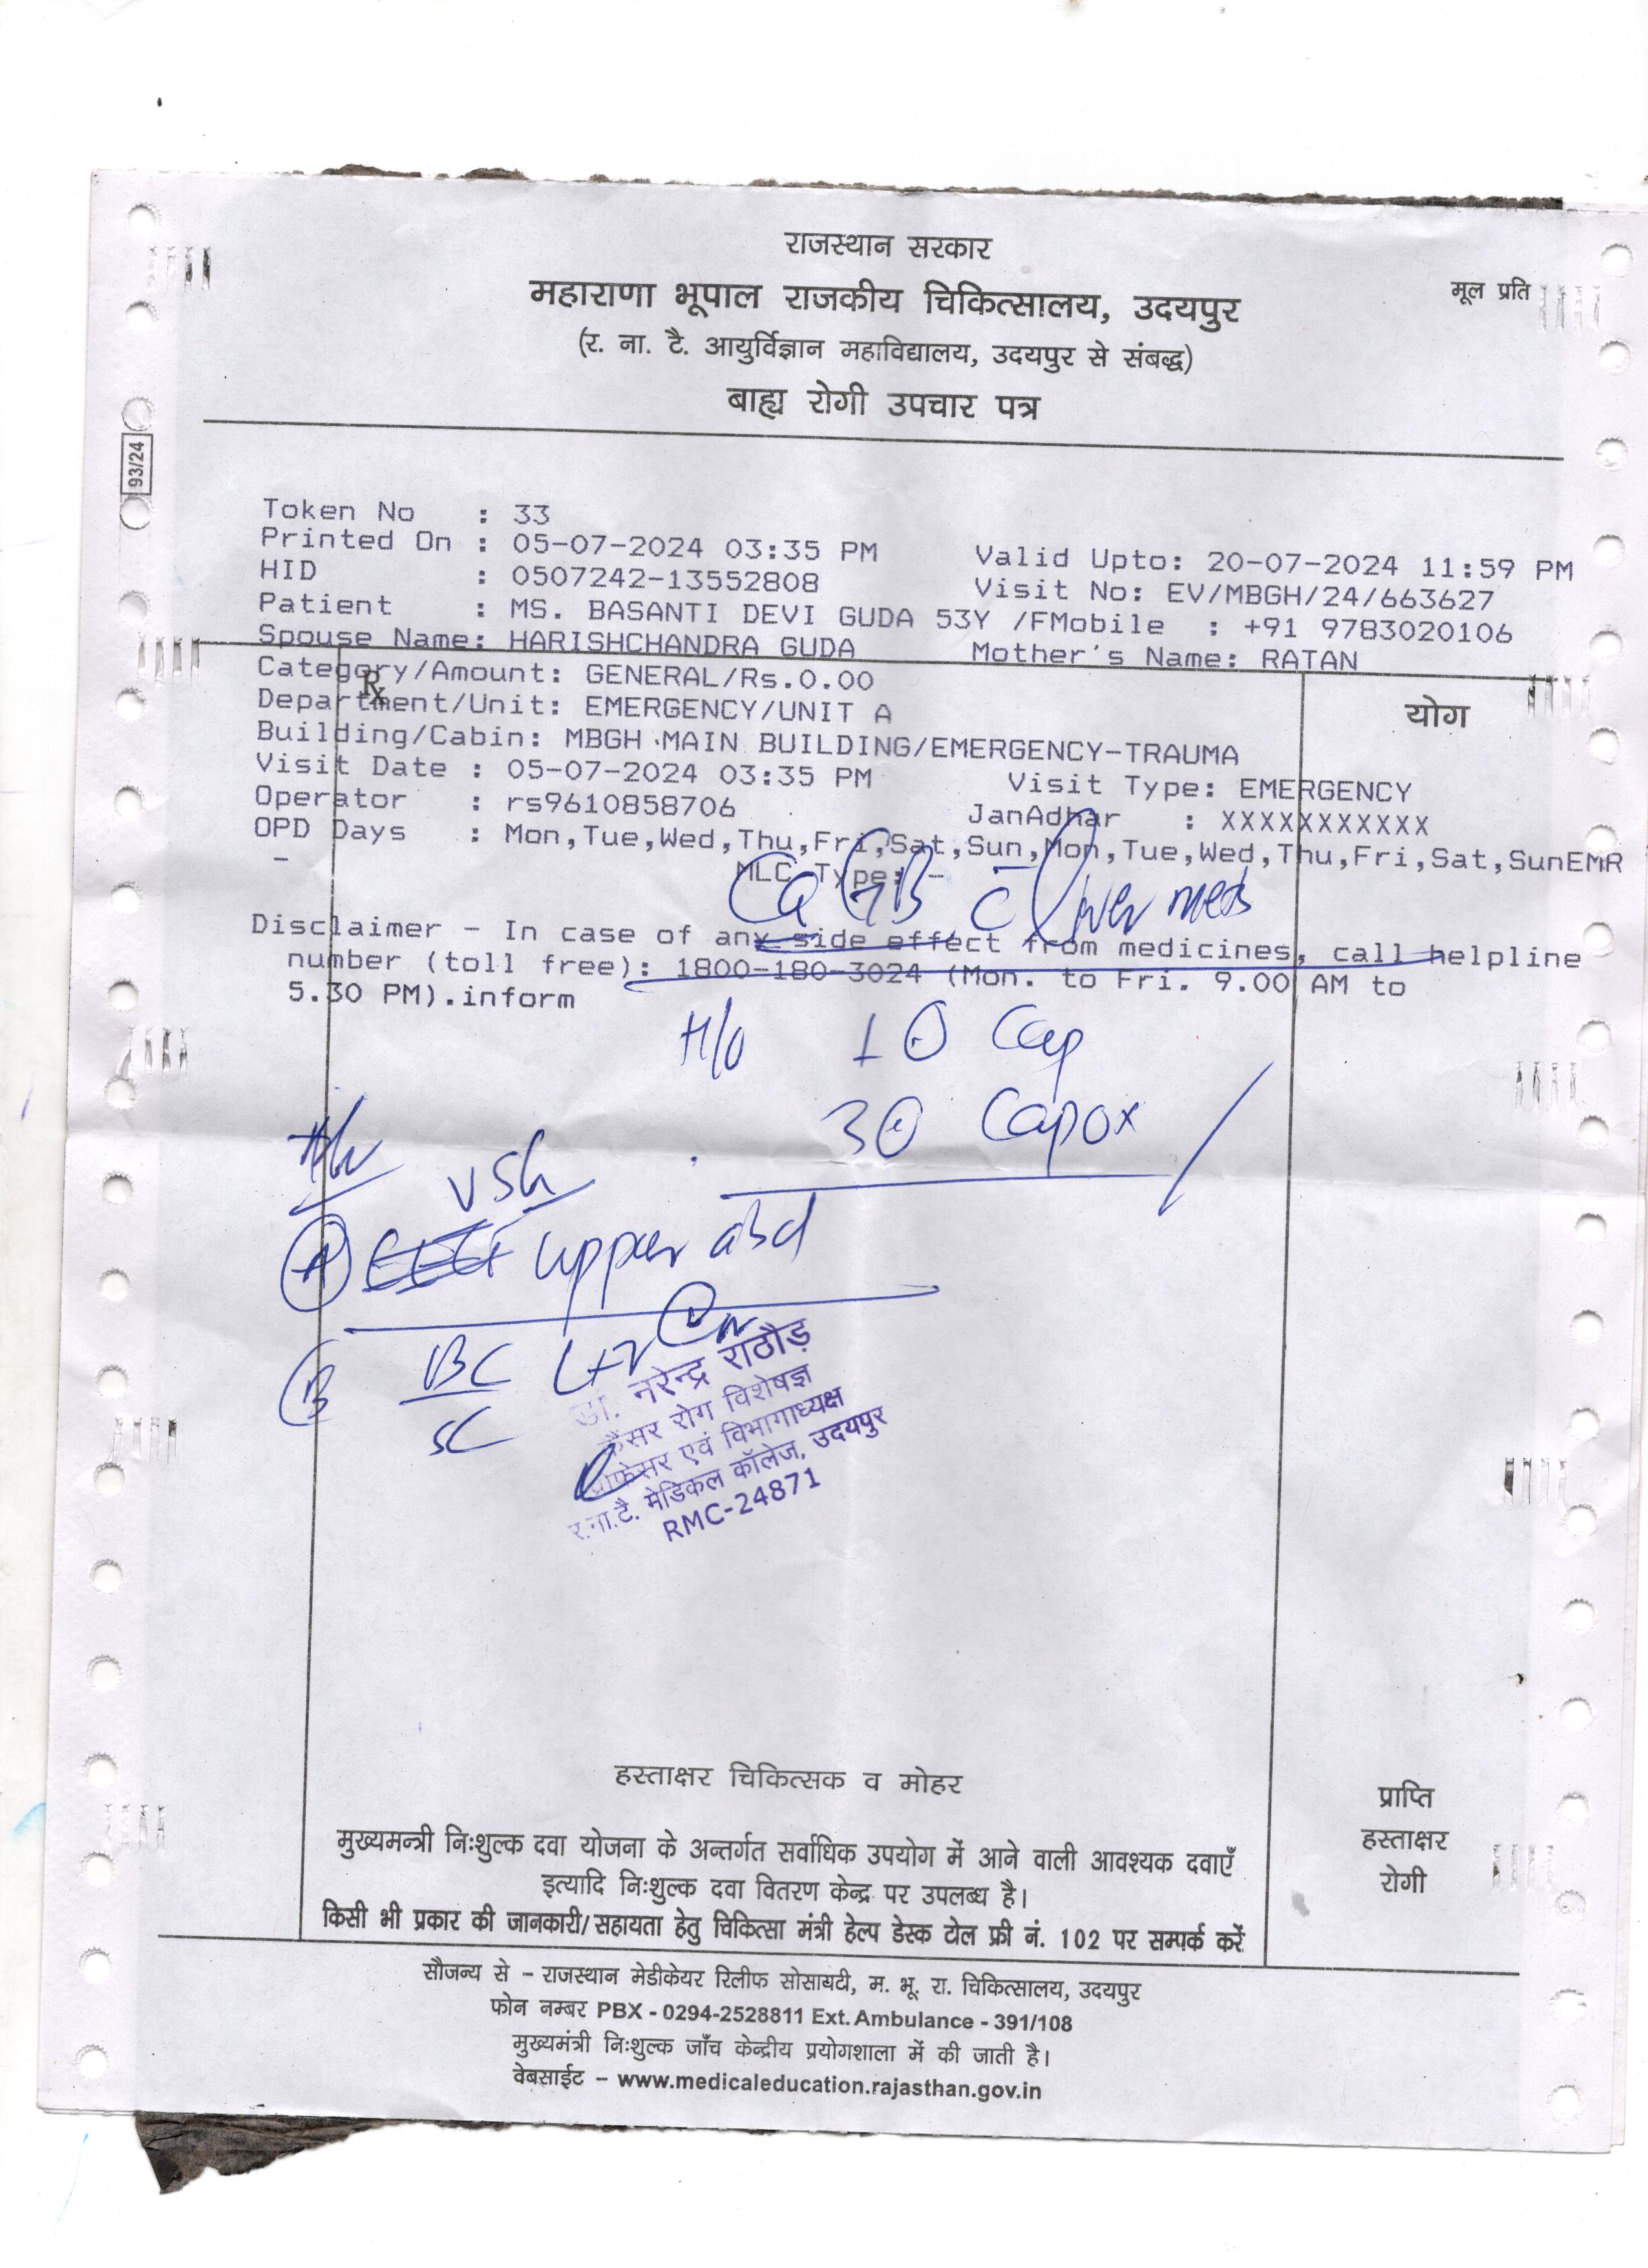 राजस्थान सरकार
महाराणा भूपाल राजकीय चिकित्सालय, उदयपुर
मूल प्रति
(र. ना. टै. आयुर्विज्ञान महाविद्यालय, उदयपुर से संबद्ध)
बाह्य रोगी उपचार पत्र
93/24
Token No : 33
Printed On : 05-07-2024 03:35 PM Valid Upto: 20-07-2024 11:59 PM
HID : 0507242-13552808 Visit No: EV/MBGH/24/663627
Patient : MS. BASANTI DEVI GUDA 53Y /FMobile : +91 9783020106
Spouse Name: HARISHCHANDRA GUDA Mother's Name: RATAN
Category/Amount: GENERAL/Rs.0.00
Rx
योग
Department/Unit: EMERGENCY/UNIT A
Building/Cabin: MBGH MAIN BUILDING/EMERGENCY-TRAUMA
Visit Date : 05-07-2024 03:35 PM Visit Type: EMERGENCY
Operator : rs9610858706 JanAdhar : XXXXXXXXXXX
OPD Days : Mon,Tue,Wed,Thu,Fri,Sat,Sun,Mon,Tue,Wed,Thu,Fri,Sat,SunEMR
- MLC Type: -
Ca GB c̄ liver mets
Disclaimer - In case of any side effect from medicines, call helpline
number (toll free): 1800-180-3024 (Mon. to Fri. 9.00 AM to
5.30 PM).inform
H/O 1 Cap
3 Capox
USG
(A) upper abd
(B) BC LFT
SC
डा. नरेन्द्र राठौड़
कैंसर रोग विशेषज्ञ
प्रोफेसर एवं विभागाध्यक्ष
र.ना.टै. मेडिकल कॉलेज, उदयपुर
RMC-24871
हस्ताक्षर चिकित्सक व मोहर
प्राप्ति
हस्ताक्षर
रोगी
मुख्यमन्त्री निःशुल्क दवा योजना के अन्तर्गत सर्वाधिक उपयोग में आने वाली आवश्यक दवाएँ
इत्यादि निःशुल्क दवा वितरण केन्द्र पर उपलब्ध है।
किसी भी प्रकार की जानकारी/सहायता हेतु चिकित्सा मंत्री हेल्प डेस्क टोल फ्री नं. 102 पर सम्पर्क करें
सौजन्य से - राजस्थान मेडीकेयर रिलीफ सोसायटी, म. भू. रा. चिकित्सालय, उदयपुर
फोन नम्बर PBX - 0294-2528811 Ext. Ambulance - 391/108
मुख्यमंत्री निःशुल्क जाँच केन्द्रीय प्रयोगशाला में की जाती है।
वेबसाईट - www.medicaleducation.rajasthan.gov.in